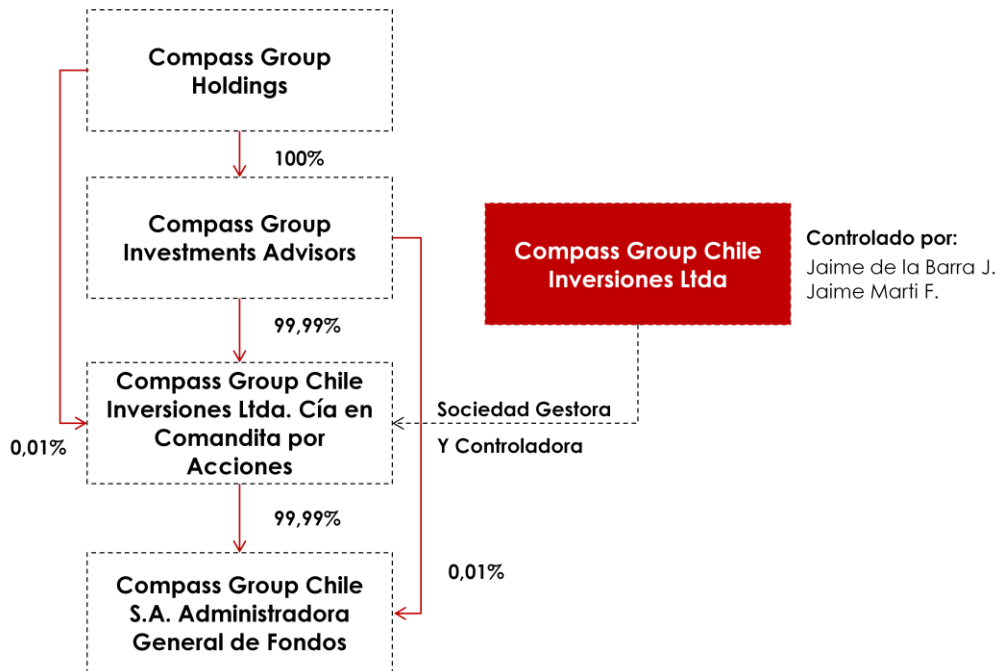 Compass Group
Holdings
100%
Compass Group
Investments Advisors
Compass Group Chile
Inversiones Ltda
Controlado por:
Jaime de la Barra J.
Jaime Marti F.
99,99%
Compass Group Chile
Inversiones Ltda. Cía en
Comandita por
Acciones
Sociedad Gestora
Y Controladora
0,01%
99,99%
0,01%
Compass Group Chile
S.A. Administradora
General de Fondos